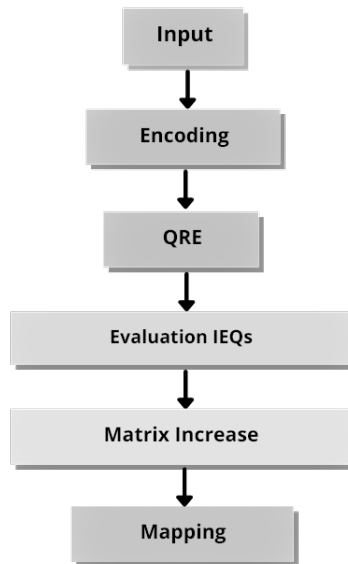 Input
Encoding
QRE
Evaluation IEQs
Matrix Increase
Mapping